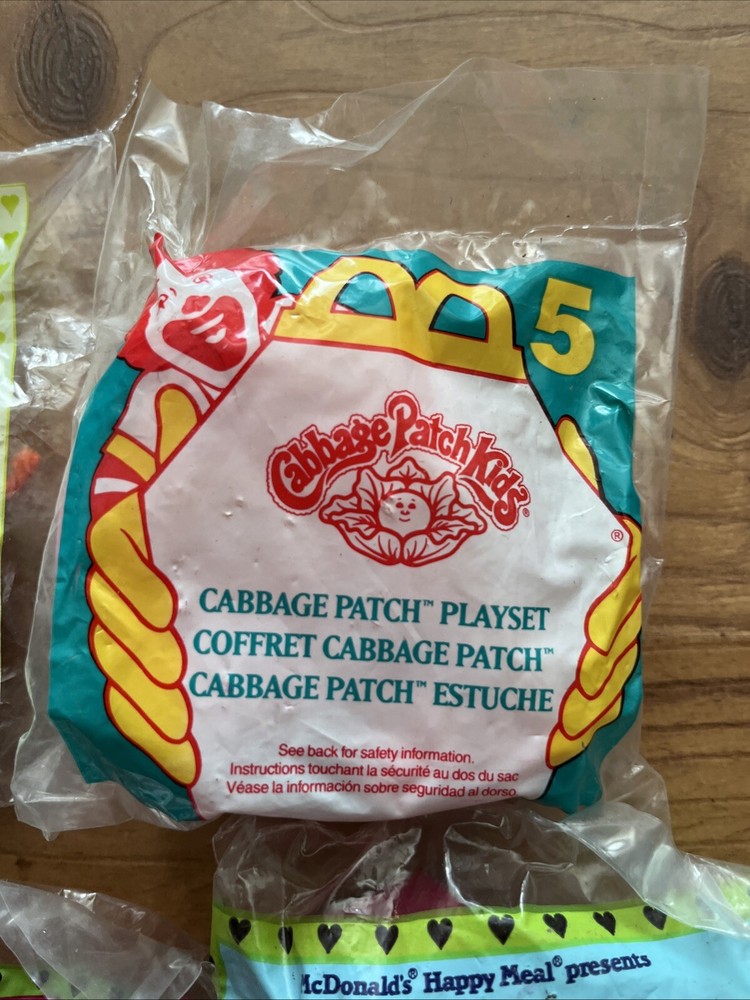 5
Cabbage Patch Kids®
®
CABBAGE PATCH™ PLAYSET
COFFRET CABBAGE PATCH™
CABBAGE PATCH™ ESTUCHE
See back for safety information.
Instructions touchant la sécurité au dos du sac
Véase la información sobre seguridad al dorso
McDonald's® Happy Meal® presents